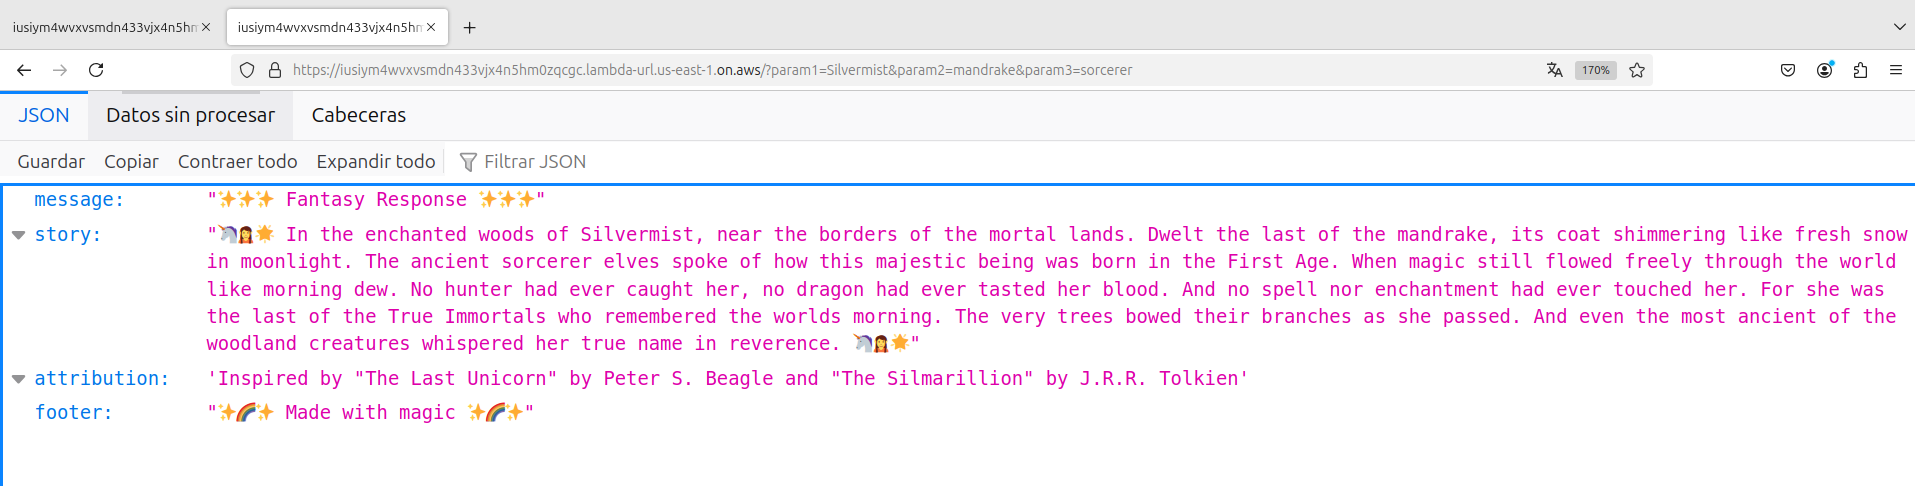 iusiym4wvxvsmdn433vjx4n5hm
iusiym4wvxvsmdn433vjx4n5hm
https://iusiym4wvxvsmdn433vjx4n5hm0zqcgc.lambda-url.us-east-1.on.aws/?param1=Silvermist&param2=mandrake&param3=sorcerer
170%
JSON Datos sin procesar Cabeceras
Guardar Copiar Contraer todo Expandir todo Filtrar JSON
message: "✨✨✨ Fantasy Response ✨✨✨"
story: "🦄🧝‍♀️🌟 In the enchanted woods of Silvermist, near the borders of the mortal lands. Dwelt the last of the mandrake, its coat shimmering like fresh snow
in moonlight. The ancient sorcerer elves spoke of how this majestic being was born in the First Age. When magic still flowed freely through the world
like morning dew. No hunter had ever caught her, no dragon had ever tasted her blood. And no spell nor enchantment had ever touched her. For she was
the last of the True Immortals who remembered the worlds morning. The very trees bowed their branches as she passed. And even the most ancient of the
woodland creatures whispered her true name in reverence. 🦄🧝‍♀️🌟"
attribution: 'Inspired by "The Last Unicorn" by Peter S. Beagle and "The Silmarillion" by J.R.R. Tolkien'
footer: "✨🌈✨ Made with magic ✨🌈✨"